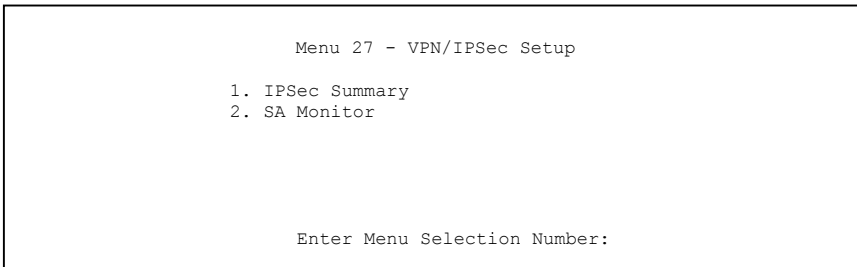 Menu 27 - VPN/IPSec Setup
1. IPSec Summary
2. SA Monitor
Enter Menu Selection Number: